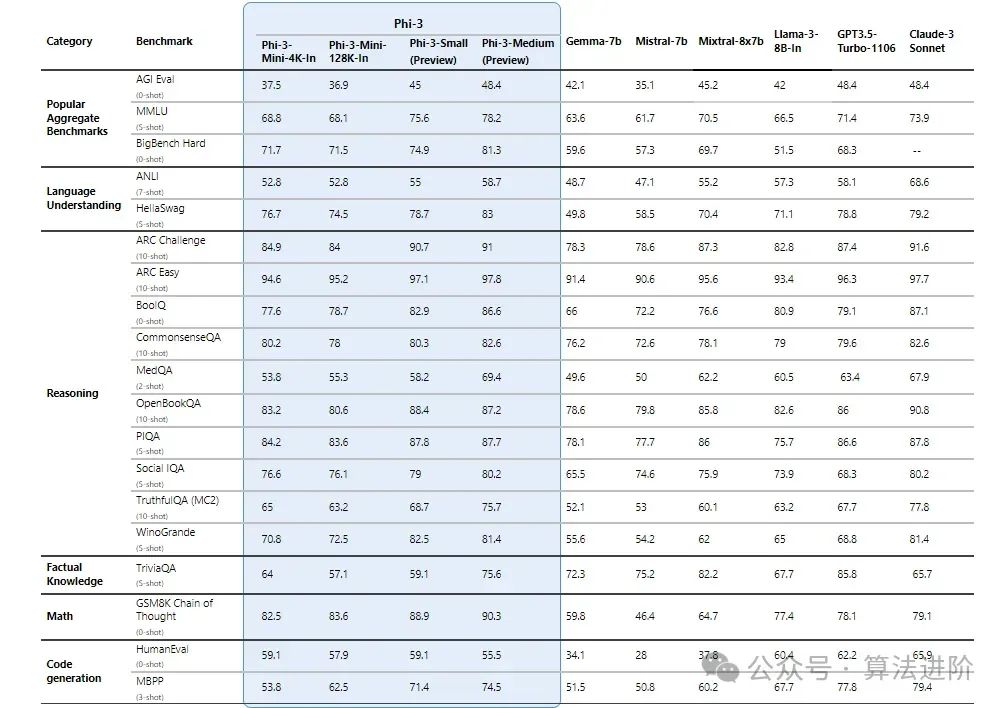 Phi-3
Category Benchmark Phi-3-Mini-4K-In Phi-3-Mini-128K-In Phi-3-Small (Preview) Phi-3-Medium (Preview) Gemma-7b Mistral-7b Mixtral-8x7b Llama-3-8B-In GPT3.5-Turbo-1106 Claude-3 Sonnet
Popular Aggregate Benchmarks
AGI Eval (0-shot) 37.5 36.9 45 48.4 42.1 35.1 45.2 42 48.4 48.4
MMLU (5-shot) 68.8 68.1 75.6 78.2 63.6 61.7 70.5 66.5 71.4 73.9
BigBench Hard (0-shot) 71.7 71.5 74.9 81.3 59.6 57.3 69.7 51.5 68.3 --
Language Understanding
ANLI (7-shot) 52.8 52.8 55 58.7 48.7 47.1 55.2 57.3 58.1 68.6
HellaSwag (5-shot) 76.7 74.5 78.7 83 49.8 58.5 70.4 71.1 78.8 79.2
Reasoning
ARC Challenge (10-shot) 84.9 84 90.7 91 78.3 78.6 87.3 82.8 87.4 91.6
ARC Easy (10-shot) 94.6 95.2 97.1 97.8 91.4 90.6 95.6 93.4 96.3 97.7
BoolQ (0-shot) 77.6 78.7 82.9 86.6 66 72.2 76.6 80.9 79.1 87.1
CommonsenseQA (10-shot) 80.2 78 80.3 82.6 76.2 72.6 78.1 79 79.6 82.6
MedQA (2-shot) 53.8 55.3 58.2 69.4 49.6 50 62.2 60.5 63.4 67.9
OpenBookQA (10-shot) 83.2 80.6 88.4 87.2 78.6 79.8 85.8 82.6 86 90.8
PIQA (5-shot) 84.2 83.6 87.8 87.7 78.1 77.7 86 75.7 86.6 87.8
Social IQA (5-shot) 76.6 76.1 79 80.2 65.5 74.6 75.9 73.9 68.3 80.2
TruthfulQA (MC2) (10-shot) 65 63.2 68.7 75.7 52.1 53 60.1 63.2 67.7 77.8
WinoGrande (5-shot) 70.8 72.5 82.5 81.4 55.6 54.2 62 65 68.8 81.4
Factual Knowledge
TriviaQA (5-shot) 64 57.1 59.1 75.6 72.3 75.2 82.2 67.7 85.8 65.7
Math
GSM8K Chain of Thought (0-shot) 82.5 83.6 88.9 90.3 59.8 46.4 64.7 77.4 78.1 79.1
Code generation
HumanEval (0-shot) 59.1 57.9 59.1 55.5 34.1 28 37.8 60.4 62.2 65.9
MBPP (3-shot) 53.8 62.5 71.4 74.5 51.5 50.8 60.2 67.7 77.8 79.4
公众号 · 算法进阶